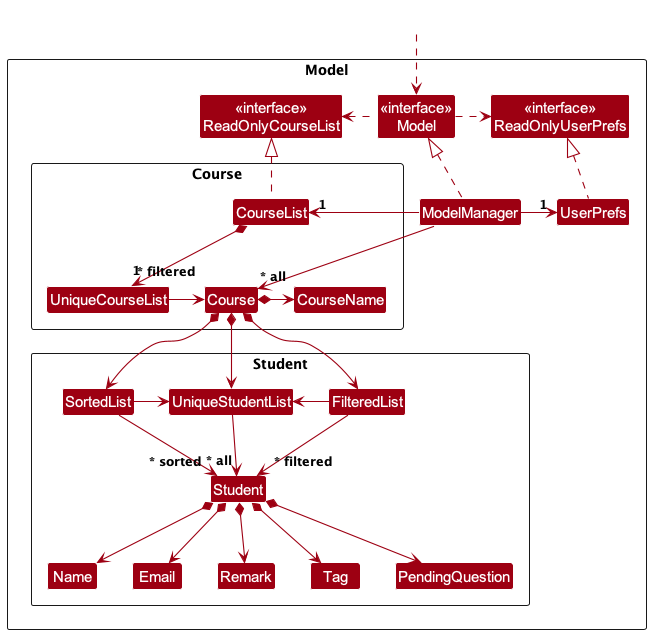 Model
«interface»
ReadOnlyCourseList
«interface»
Model
«interface»
ReadOnlyUserPrefs
Course
CourseList
1
ModelManager
1
UserPrefs
1
* filtered
* all
UniqueCourseList
Course
CourseName
Student
SortedList
UniqueStudentList
FilteredList
* sorted
* all
* filtered
Student
Name
Email
Remark
Tag
PendingQuestion